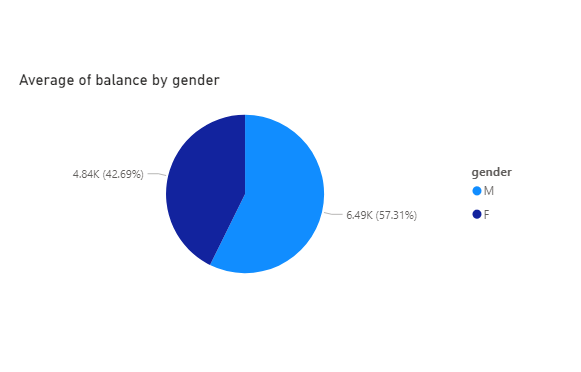 Average of balance by gender
4.84K (42.69%)
6.49K (57.31%)
gender
M
F